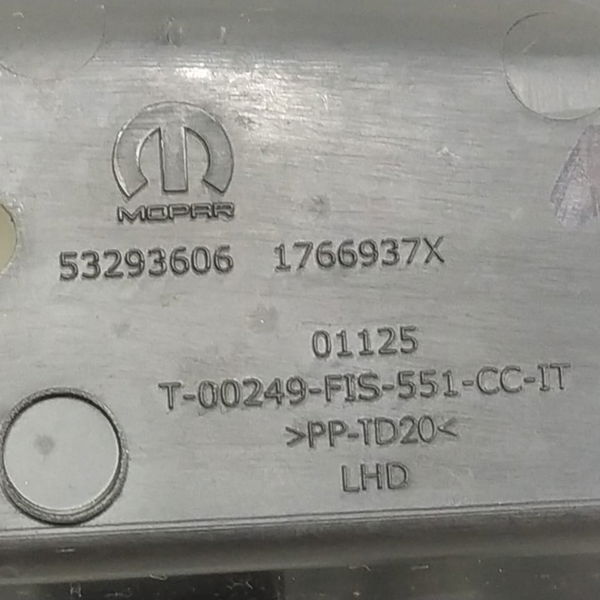 MOPAR
53293606 1766937X
01125
T-00249-FIS-551-CC-IT
>PP-TD20<
LHD